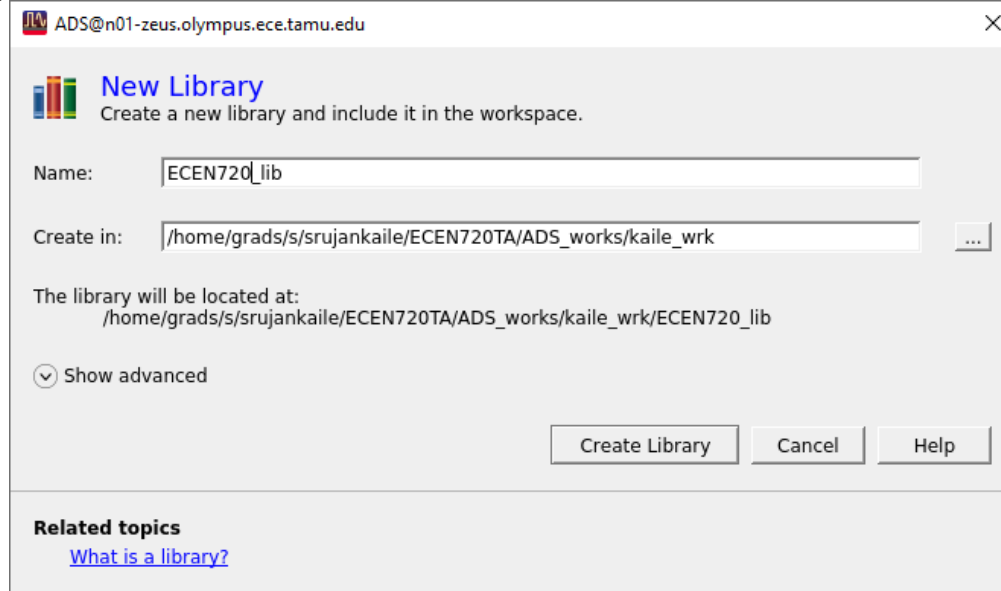 ADS@n01-zeus.olympus.ece.tamu.edu
New Library
Create a new library and include it in the workspace.
Name: ECEN720_lib
Create in: /home/grads/s/srujankaile/ECEN720TA/ADS_works/kaile_wrk ...
The library will be located at:
/home/grads/s/srujankaile/ECEN720TA/ADS_works/kaile_wrk/ECEN720_lib
Show advanced
Create Library Cancel Help
Related topics
What is a library?